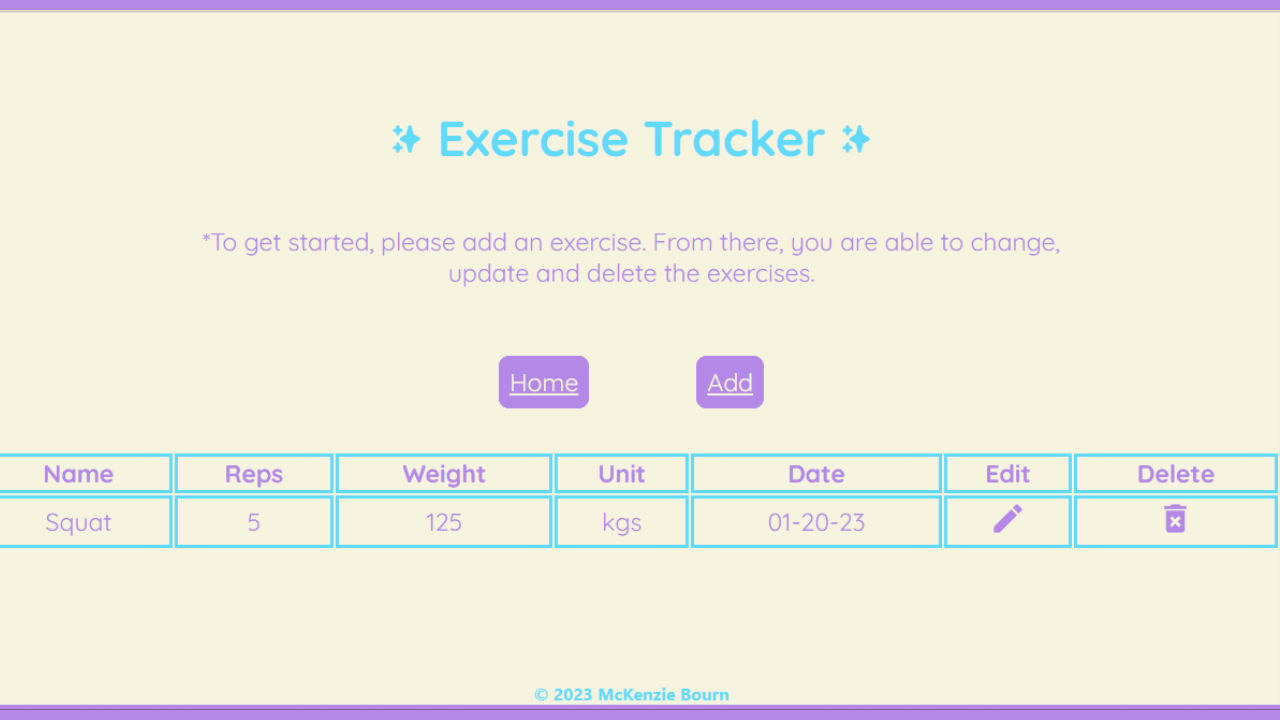 Exercise Tracker
*To get started, please add an exercise. From there, you are able to change,
update and delete the exercises.
Home Add
Name Reps Weight Unit Date Edit Delete
Squat 5 125 kgs 01-20-23
© 2023 McKenzie Bourn